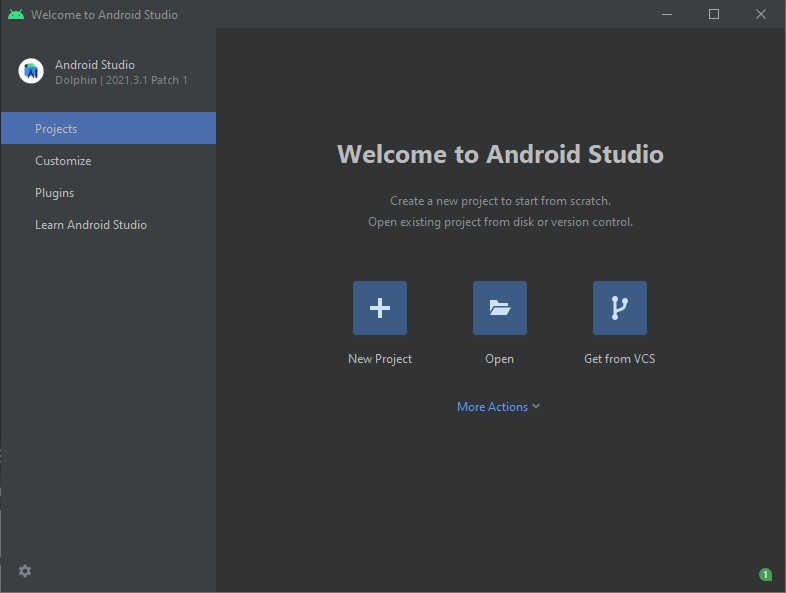 Welcome to Android Studio
Android Studio
Dolphin | 2021.3.1 Patch 1
Projects
Customize
Plugins
Learn Android Studio
Welcome to Android Studio
Create a new project to start from scratch.
Open existing project from disk or version control.
New Project
Open
Get from VCS
More Actions
1